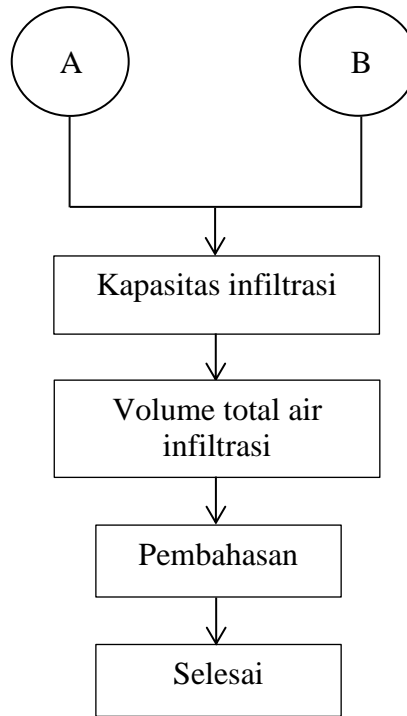 A
B
Kapasitas infiltrasi
Volume total air
infiltrasi
Pembahasan
Selesai